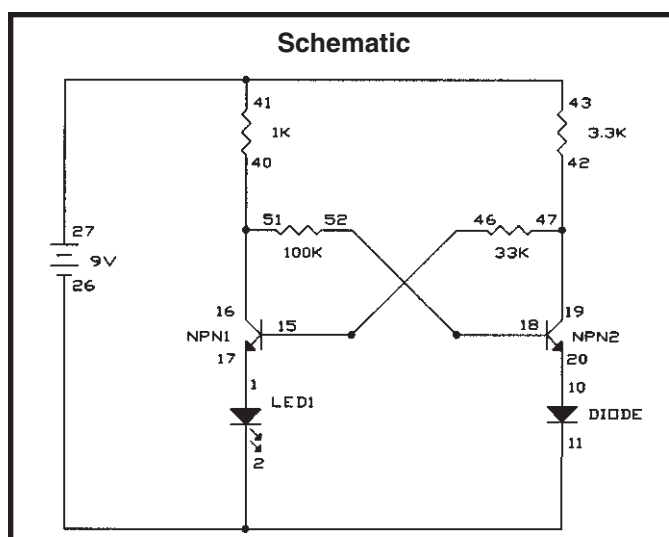 Schematic
41 43
1K 3.3K
40 42
51 52 46 47
100K 33K
27
9V
26
16 15 18 19
NPN1 NPN2
17 20
1 10
LED1 DIODE
2 11